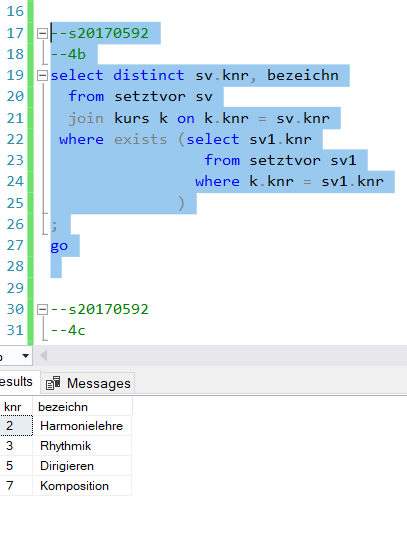 16
17 --s20170592
18 --4b
19 select distinct sv.knr, bezeichn
20 from setztvor sv
21 join kurs k on k.knr = sv.knr
22 where exists (select sv1.knr
23 from setztvor sv1
24 where k.knr = sv1.knr
25 )
26 ;
27 go
28
29
30 --s20170592
31 --4c
esults Messages
knr bezeichn
2 Harmonielehre
3 Rhythmik
5 Dirigieren
7 Komposition